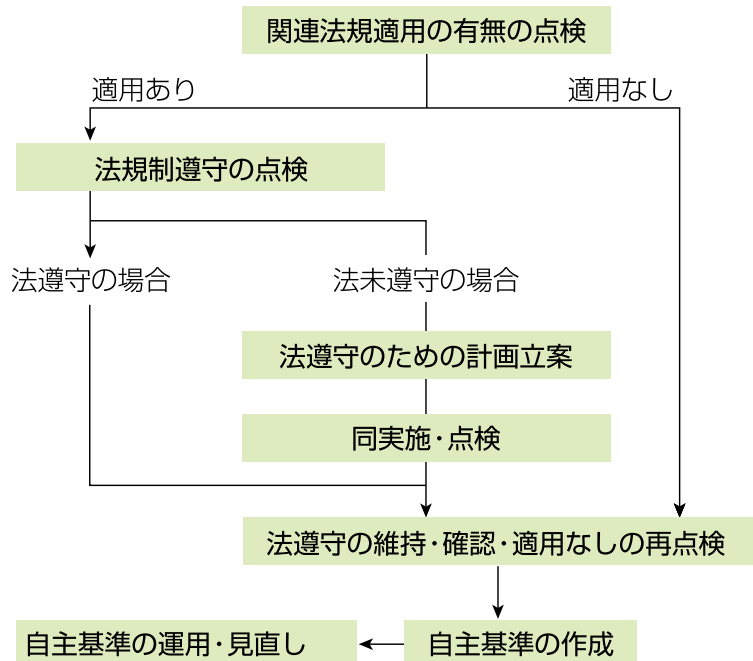 関連法規適用の有無の点検
適用あり
適用なし
法規制遵守の点検
法遵守の場合
法未遵守の場合
法遵守のための計画立案
同実施・点検
法遵守の維持・確認・適用なしの再点検
自主基準の運用・見直し
自主基準の作成